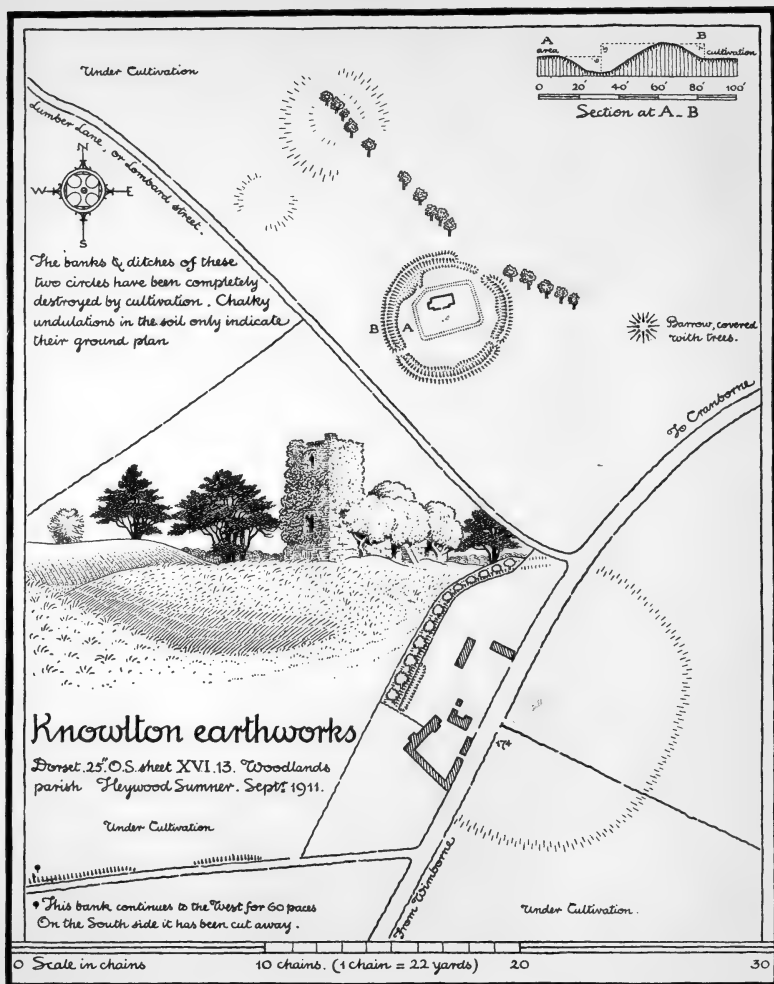 Under Cultivation
A
area
B
cultivation
0 20' 40' 60' 80' 100'
Section at A-B
Lumber Lane, or Lombard street.
N
W E
S
The banks & ditches of these
two circles have been completely
destroyed by cultivation. Chalky
undulations in the soil only indicate
their ground plan
B A
Barrow, covered
with trees.
To Cranborne
Knowlton earthworks
Dorset. 25". O.S. sheet XVI. 13. Woodlands
parish Heywood Sumner. Septr. 1911.
174
Under Cultivation
From Wimborne
This bank continues to the West for 60 paces
On the South side it has been cut away.
Under Cultivation.
0 Scale in chains 10 chains. (1 chain = 22 yards) 20 30